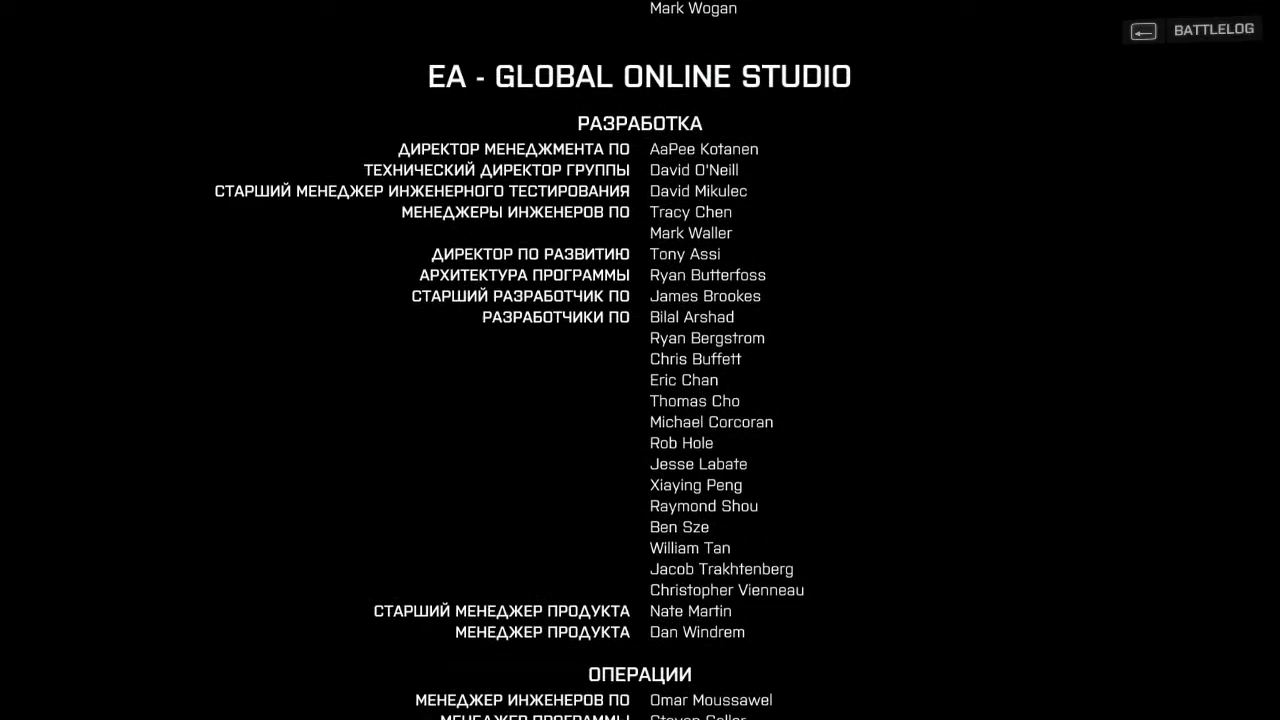 Mark Wogan
BATTLELOG
EA - GLOBAL ONLINE STUDIO
РАЗРАБОТКА
ДИРЕКТОР МЕНЕДЖМЕНТА ПО AaPee Kotanen
ТЕХНИЧЕСКИЙ ДИРЕКТОР ГРУППЫ David O'Neill
СТАРШИЙ МЕНЕДЖЕР ИНЖЕНЕРНОГО ТЕСТИРОВАНИЯ David Mikulec
МЕНЕДЖЕРЫ ИНЖЕНЕРОВ ПО Tracy Chen
Mark Waller
ДИРЕКТОР ПО РАЗВИТИЮ Tony Assi
АРХИТЕКТУРА ПРОГРАММЫ Ryan Butterfoss
СТАРШИЙ РАЗРАБОТЧИК ПО James Brookes
РАЗРАБОТЧИКИ ПО Bilal Arshad
Ryan Bergstrom
Chris Buffett
Eric Chan
Thomas Cho
Michael Corcoran
Rob Hole
Jesse Labate
Xiaying Peng
Raymond Shou
Ben Sze
William Tan
Jacob Trakhtenberg
Christopher Vienneau
СТАРШИЙ МЕНЕДЖЕР ПРОДУКТА Nate Martin
МЕНЕДЖЕР ПРОДУКТА Dan Windrem
ОПЕРАЦИИ
МЕНЕДЖЕР ИНЖЕНЕРОВ ПО Omar Moussawel
МЕНЕДЖЕР ПРОГРАММЫ